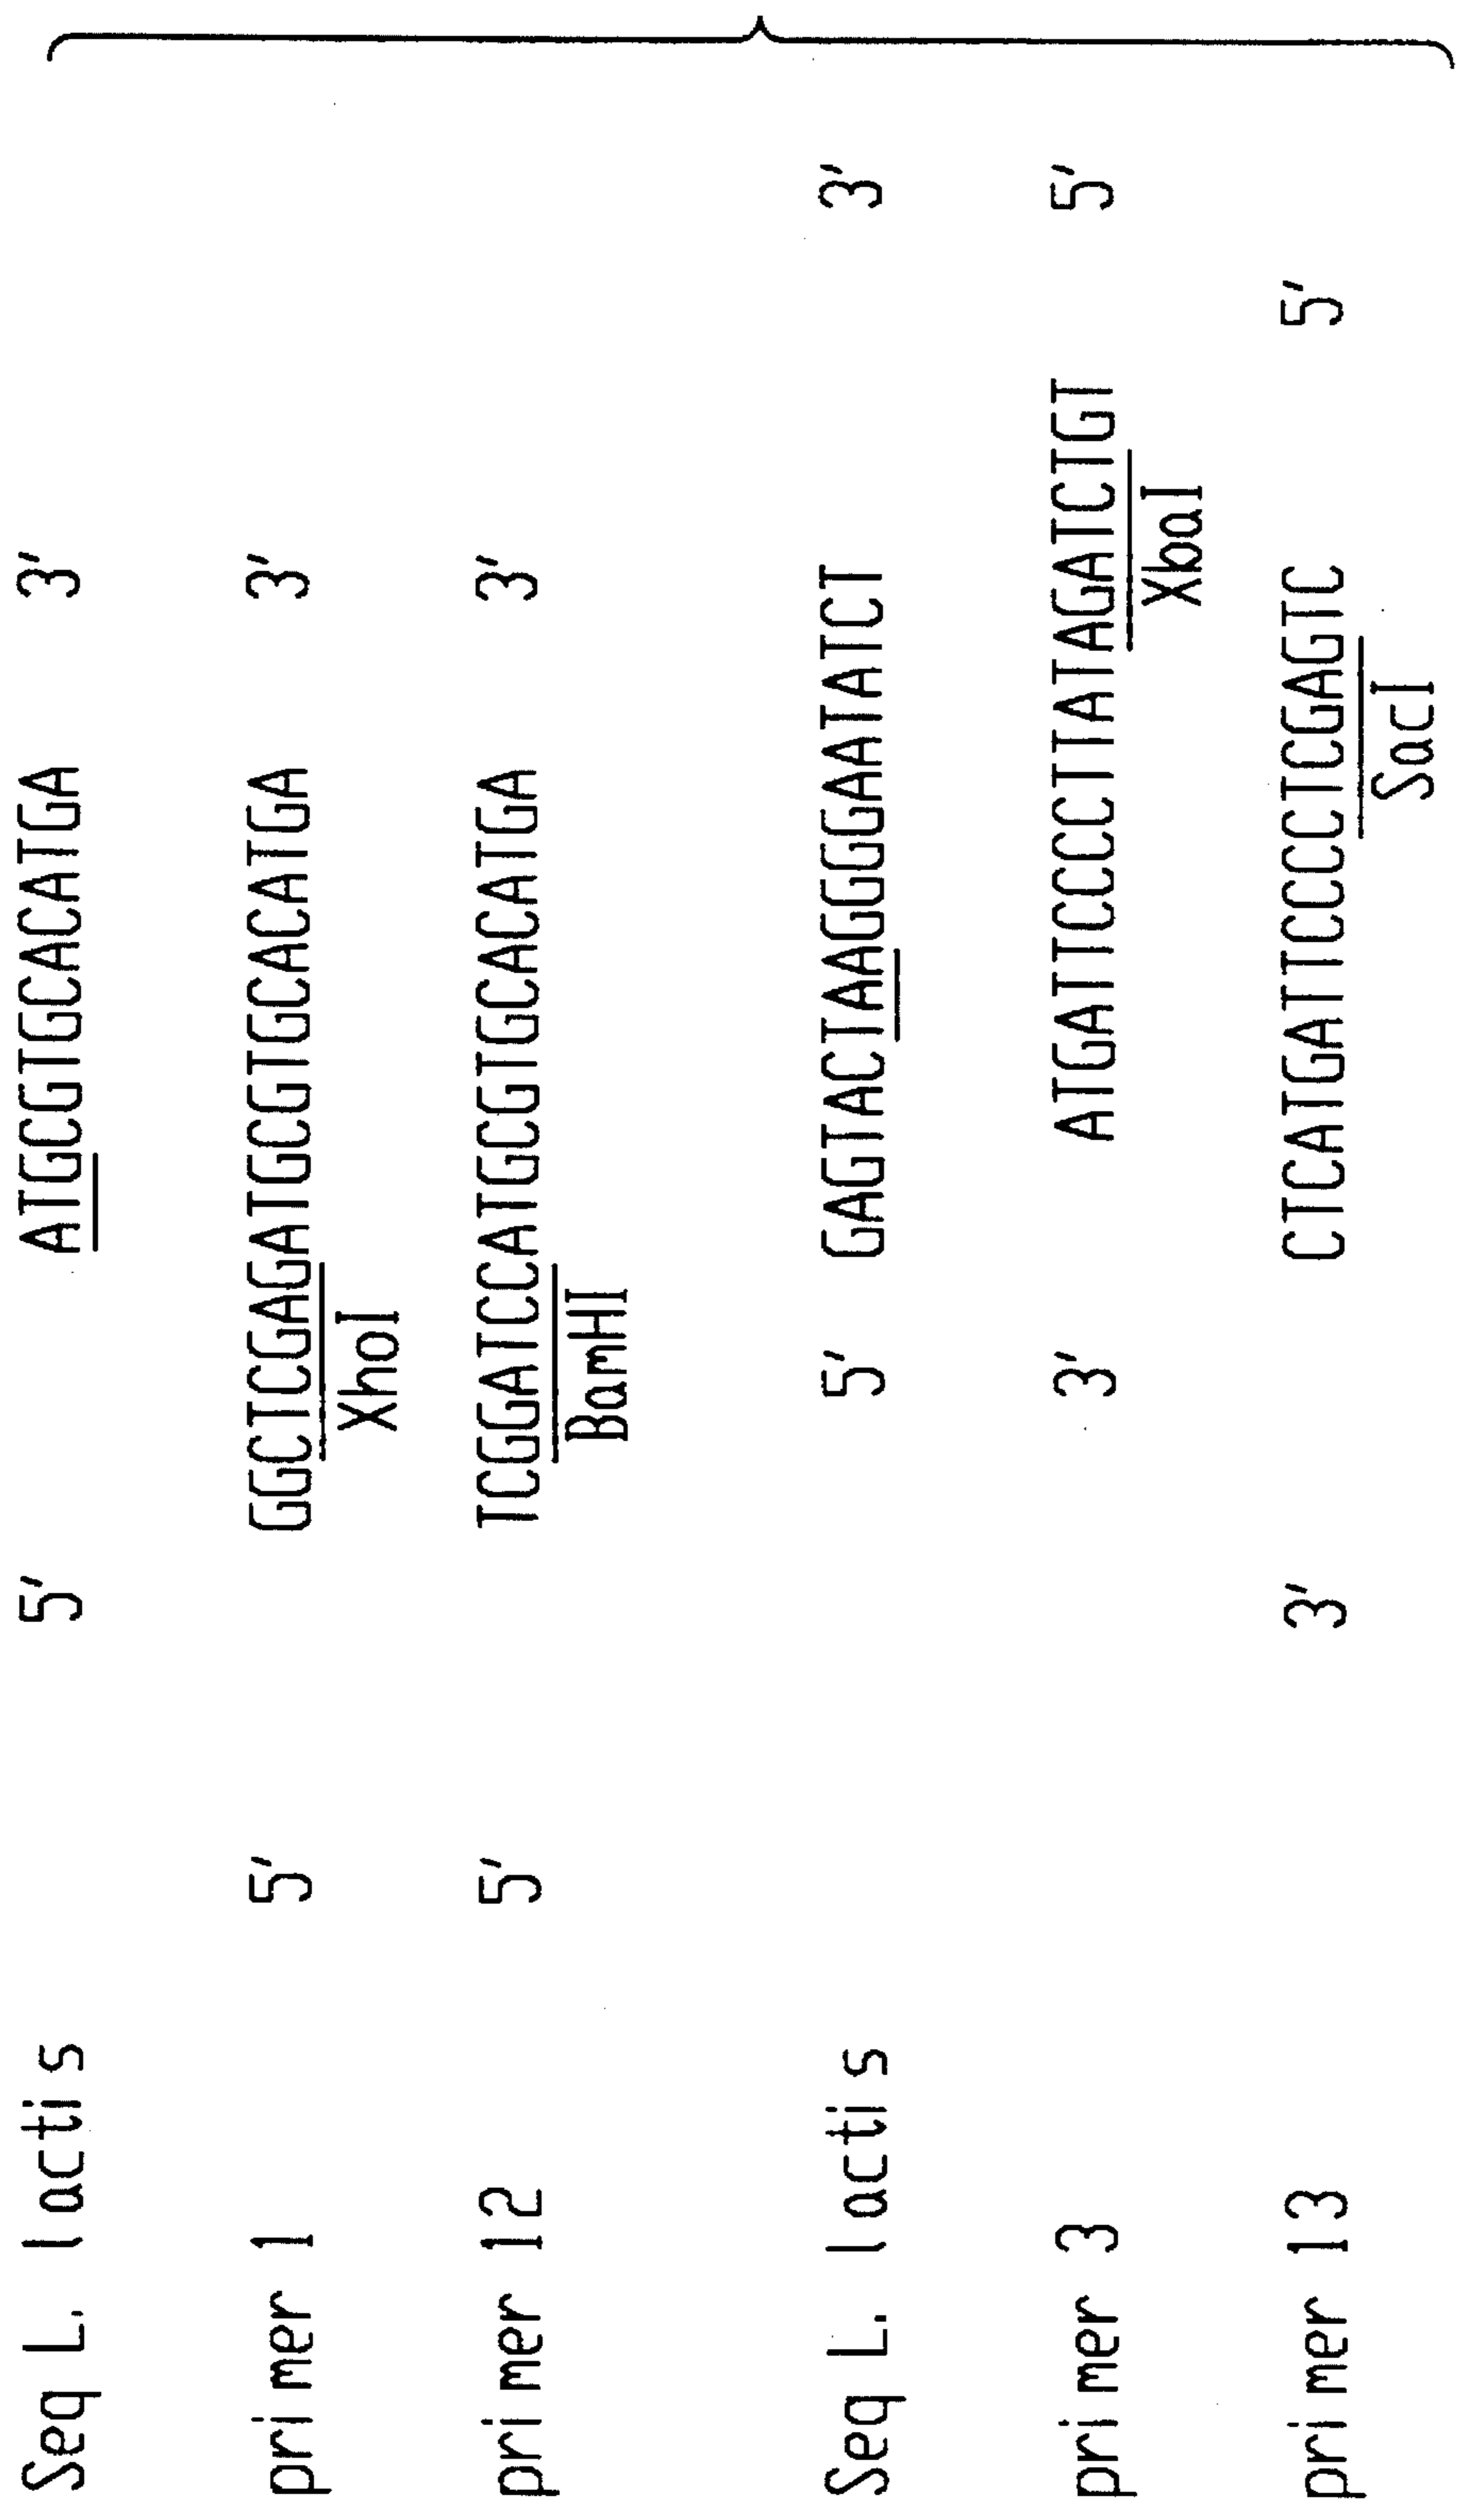 Seq L. lactis 5' ATGCGTGCACATGA 3'
primer 1 5' GGCTCGAGATGCGTGCACATGA 3'
XhoI
primer 12 5' TCGGATCCATGCGTGCACATGA 3'
BamHI
Seq L. lactis 5' GAGTACTAAGGGGAATATCT 3'
primer 3 3' ATGATTCCCCTTATAGATCTGT 5'
XbaI
primer 13 3' CTCATGATTCCCCTCGAGTC 5'
SacI